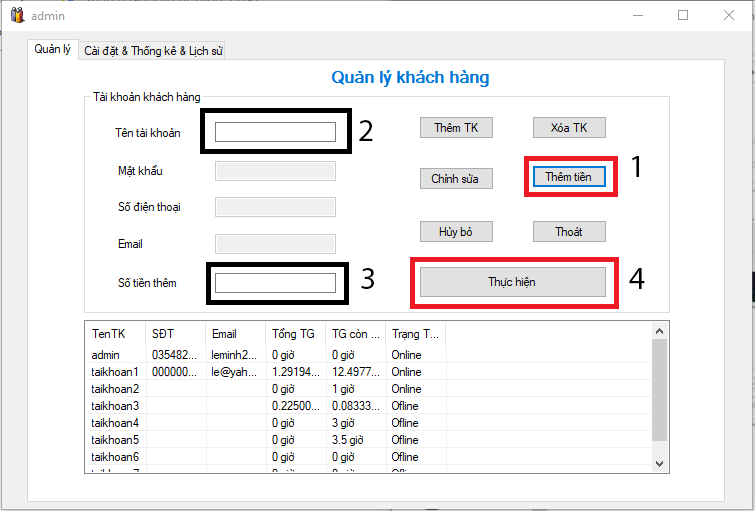 admin
Quản lý Cài đặt & Thống kê & Lịch sử
Quản lý khách hàng
Tài khoản khách hàng
Tên tài khoản 2 Thêm TK Xóa TK
Mật khẩu Chỉnh sửa Thêm tiền 1
Số điện thoại
Email Hủy bỏ Thoát
Số tiền thêm 3 Thực hiện 4
TenTK SĐT Email Tổng TG TG còn ... Trạng T...
admin 035482... leminh2... 0 giờ 0 giờ Online
taikhoan1 000000... le@yah... 1.29194... 12.4977... Online
taikhoan2 0 giờ 1 giờ Online
taikhoan3 0.22500... 0.08333... Ofline
taikhoan4 0 giờ 3 giờ Ofline
taikhoan5 0 giờ 3.5 giờ Ofline
taikhoan6 0 giờ 0 giờ Ofline